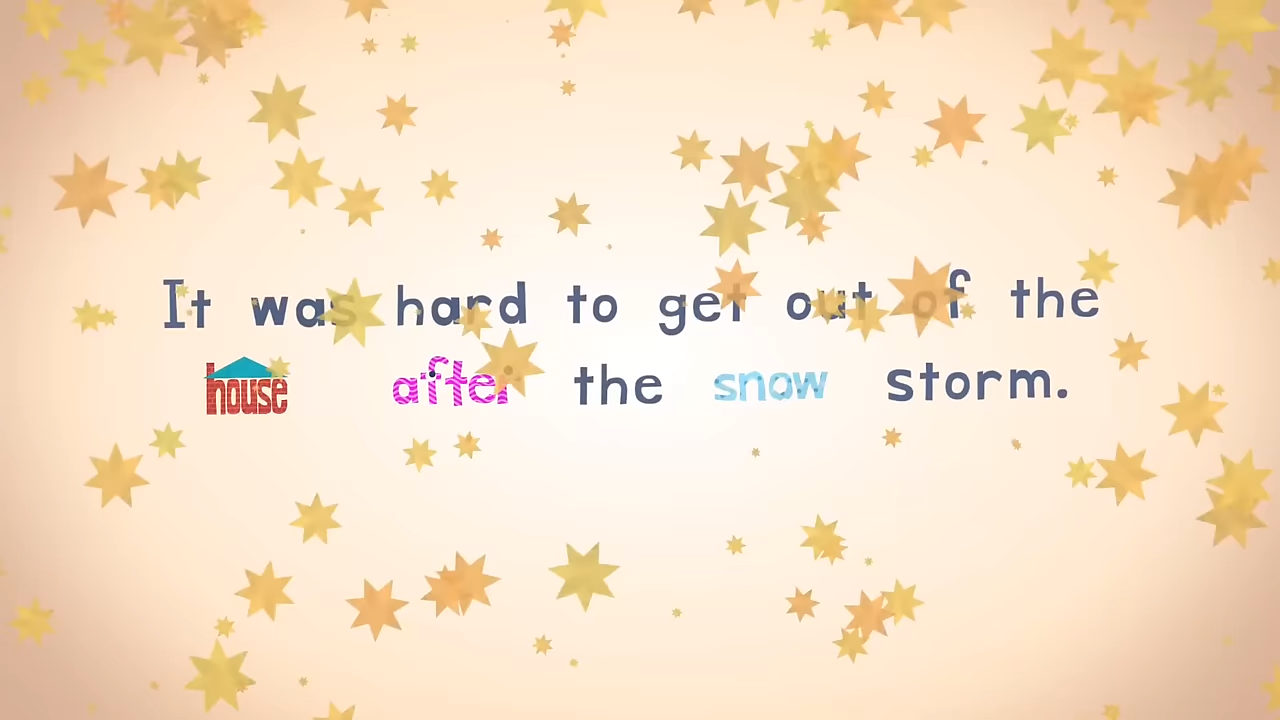 It was hard to get out of the
house after the snow storm.